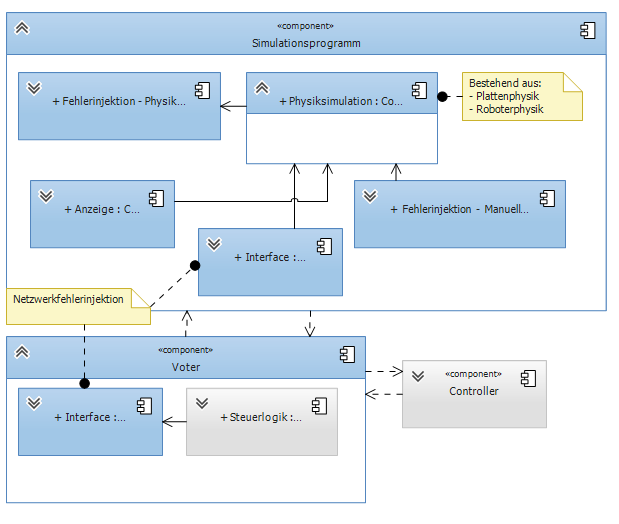 «component»
Simulationsprogramm
+ Fehlerinjektion - Physik...
+ Physiksimulation : Co...
Bestehend aus:
- Plattenphysik
- Roboterphysik
+ Anzeige : C...
+ Fehlerinjektion - Manuell...
+ Interface :...
Netzwerkfehlerinjektion
«component»
Voter
«component»
Controller
+ Interface :...
+ Steuerlogik :...